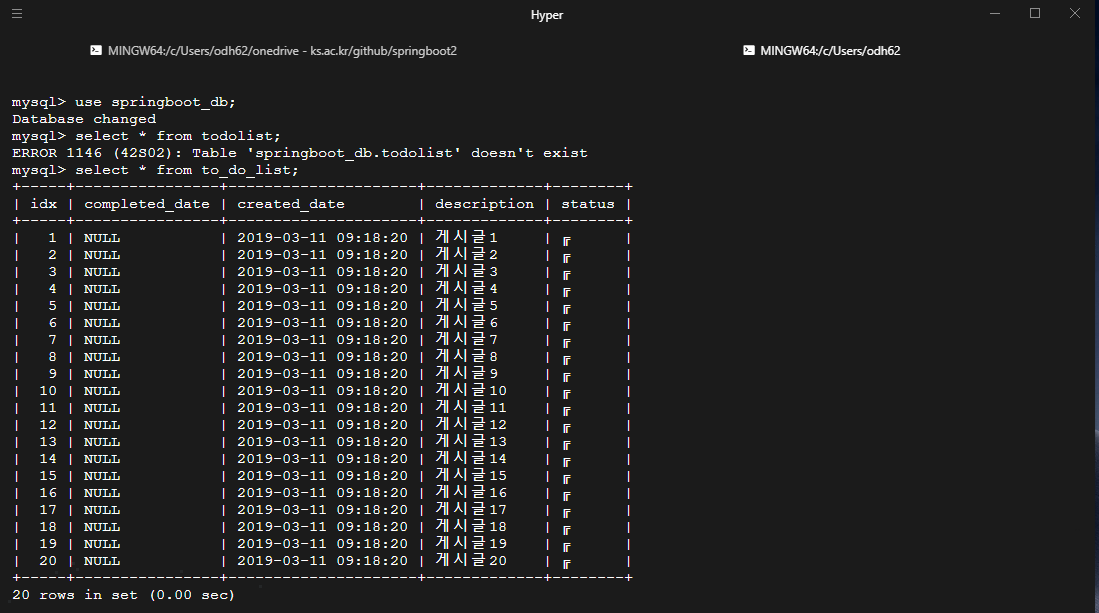 Hyper
MINGW64:/c/Users/odh62/onedrive - ks.ac.kr/github/springboot2 MINGW64:/c/Users/odh62
mysql> use springboot_db;
Database changed
mysql> select * from todolist;
ERROR 1146 (42S02): Table 'springboot_db.todolist' doesn't exist
mysql> select * from to_do_list;
+-----+----------------+---------------------+-------------+--------+
| idx | completed_date | created_date        | description | status |
+-----+----------------+---------------------+-------------+--------+
|   1 | NULL           | 2019-03-11 09:18:20 | 게시글1     | ╔      |
|   2 | NULL           | 2019-03-11 09:18:20 | 게시글2     | ╔      |
|   3 | NULL           | 2019-03-11 09:18:20 | 게시글3     | ╔      |
|   4 | NULL           | 2019-03-11 09:18:20 | 게시글4     | ╔      |
|   5 | NULL           | 2019-03-11 09:18:20 | 게시글5     | ╔      |
|   6 | NULL           | 2019-03-11 09:18:20 | 게시글6     | ╔      |
|   7 | NULL           | 2019-03-11 09:18:20 | 게시글7     | ╔      |
|   8 | NULL           | 2019-03-11 09:18:20 | 게시글8     | ╔      |
|   9 | NULL           | 2019-03-11 09:18:20 | 게시글9     | ╔      |
|  10 | NULL           | 2019-03-11 09:18:20 | 게시글10    | ╔      |
|  11 | NULL           | 2019-03-11 09:18:20 | 게시글11    | ╔      |
|  12 | NULL           | 2019-03-11 09:18:20 | 게시글12    | ╔      |
|  13 | NULL           | 2019-03-11 09:18:20 | 게시글13    | ╔      |
|  14 | NULL           | 2019-03-11 09:18:20 | 게시글14    | ╔      |
|  15 | NULL           | 2019-03-11 09:18:20 | 게시글15    | ╔      |
|  16 | NULL           | 2019-03-11 09:18:20 | 게시글16    | ╔      |
|  17 | NULL           | 2019-03-11 09:18:20 | 게시글17    | ╔      |
|  18 | NULL           | 2019-03-11 09:18:20 | 게시글18    | ╔      |
|  19 | NULL           | 2019-03-11 09:18:20 | 게시글19    | ╔      |
|  20 | NULL           | 2019-03-11 09:18:20 | 게시글20    | ╔      |
+-----+----------------+---------------------+-------------+--------+
20 rows in set (0.00 sec)